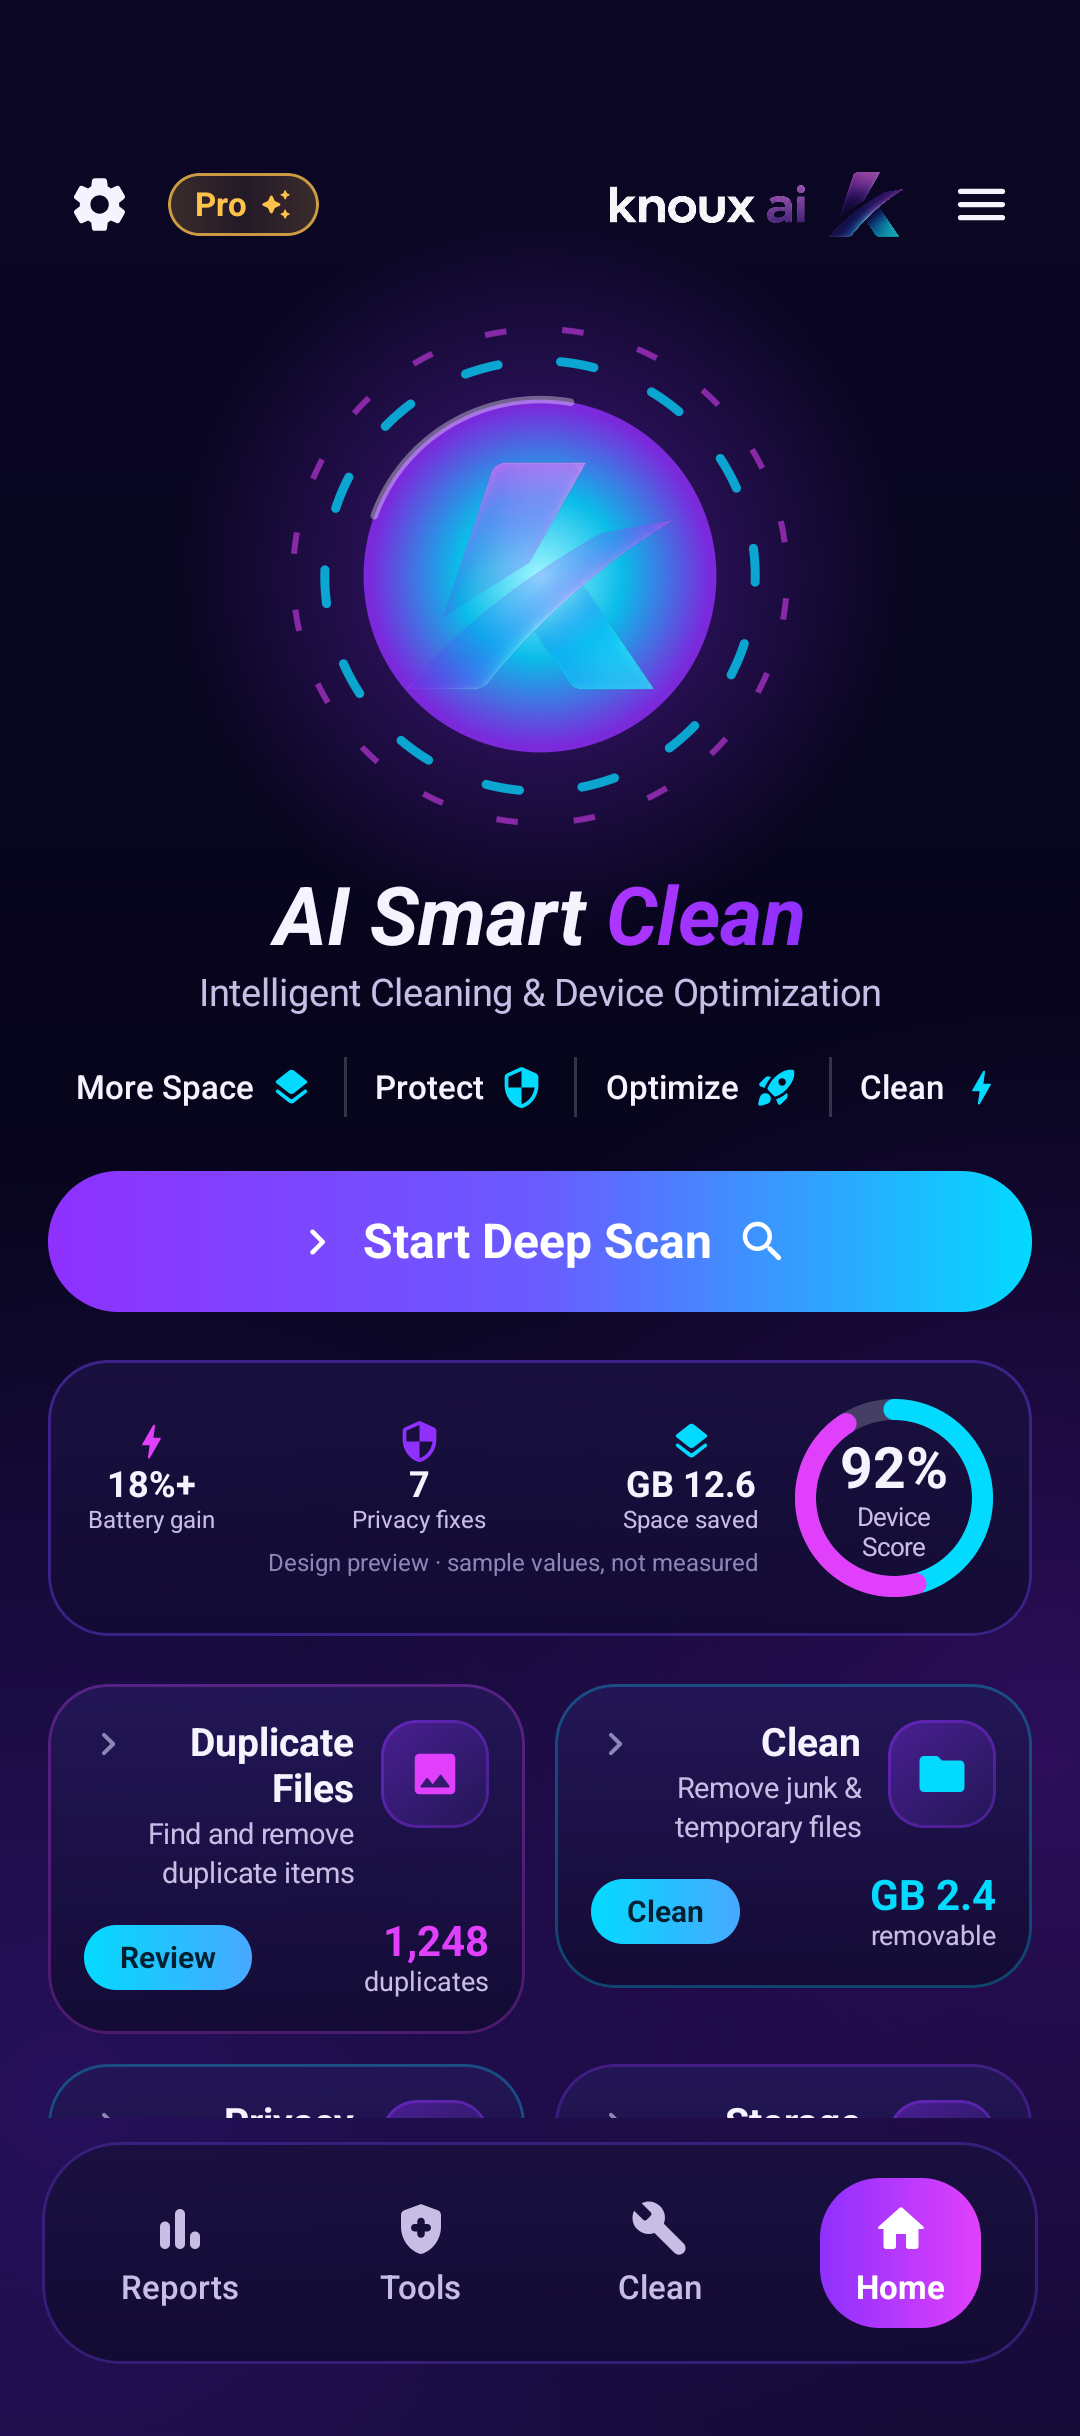 Pro
knoux ai
AI Smart Clean
Intelligent Cleaning & Device Optimization
More Space
Protect
Optimize
Clean
Start Deep Scan
18%+
Battery gain
7
Privacy fixes
GB 12.6
Space saved
Design preview · sample values, not measured
92%
Device
Score
Duplicate
Files
Find and remove
duplicate items
Review
1,248
duplicates
Clean
Remove junk &
temporary files
Clean
GB 2.4
removable
Privacy
Storage
Reports
Tools
Clean
Home